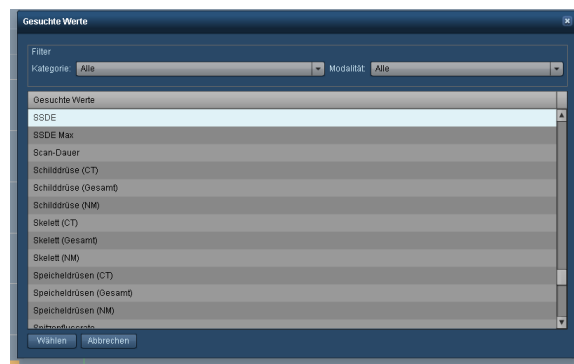 Gesuchte Werte
Filter
Kategorie: Alle Modalität: Alle
Gesuchte Werte
SSDE
SSDE Max
Scan-Dauer
Schilddrüse (CT)
Schilddrüse (Gesamt)
Schilddrüse (NM)
Skelett (CT)
Skelett (Gesamt)
Skelett (NM)
Speicheldrüsen (CT)
Speicheldrüsen (Gesamt)
Speicheldrüsen (NM)
Spitzenflussrate
Wählen Abbrechen